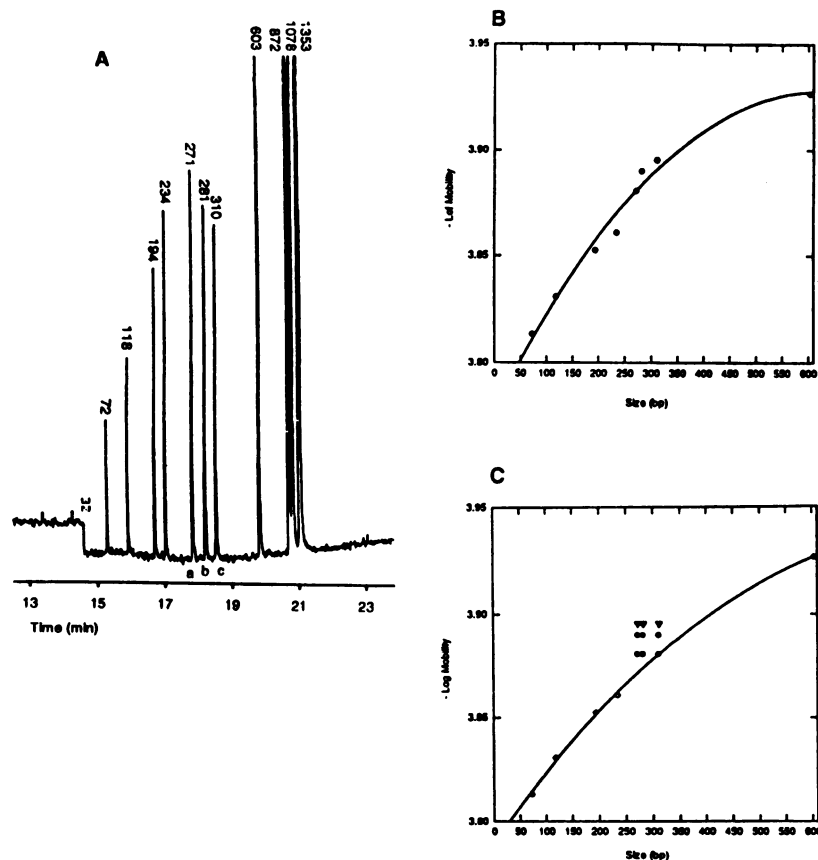 A
32
72
118
194
234
271
281
310
603
872
1078
1353
a b c
13 15 17 19 21 23
Time (min)
B
3.95
3.90
3.85
3.80
- Lof Mobility
0 50 100 150 200 250 300 350 400 450 500 550 600
Size (bp)
C
3.95
3.90
3.85
3.80
- Log Mobility
0 50 100 150 200 250 300 350 400 450 500 550 600
Size (bp)